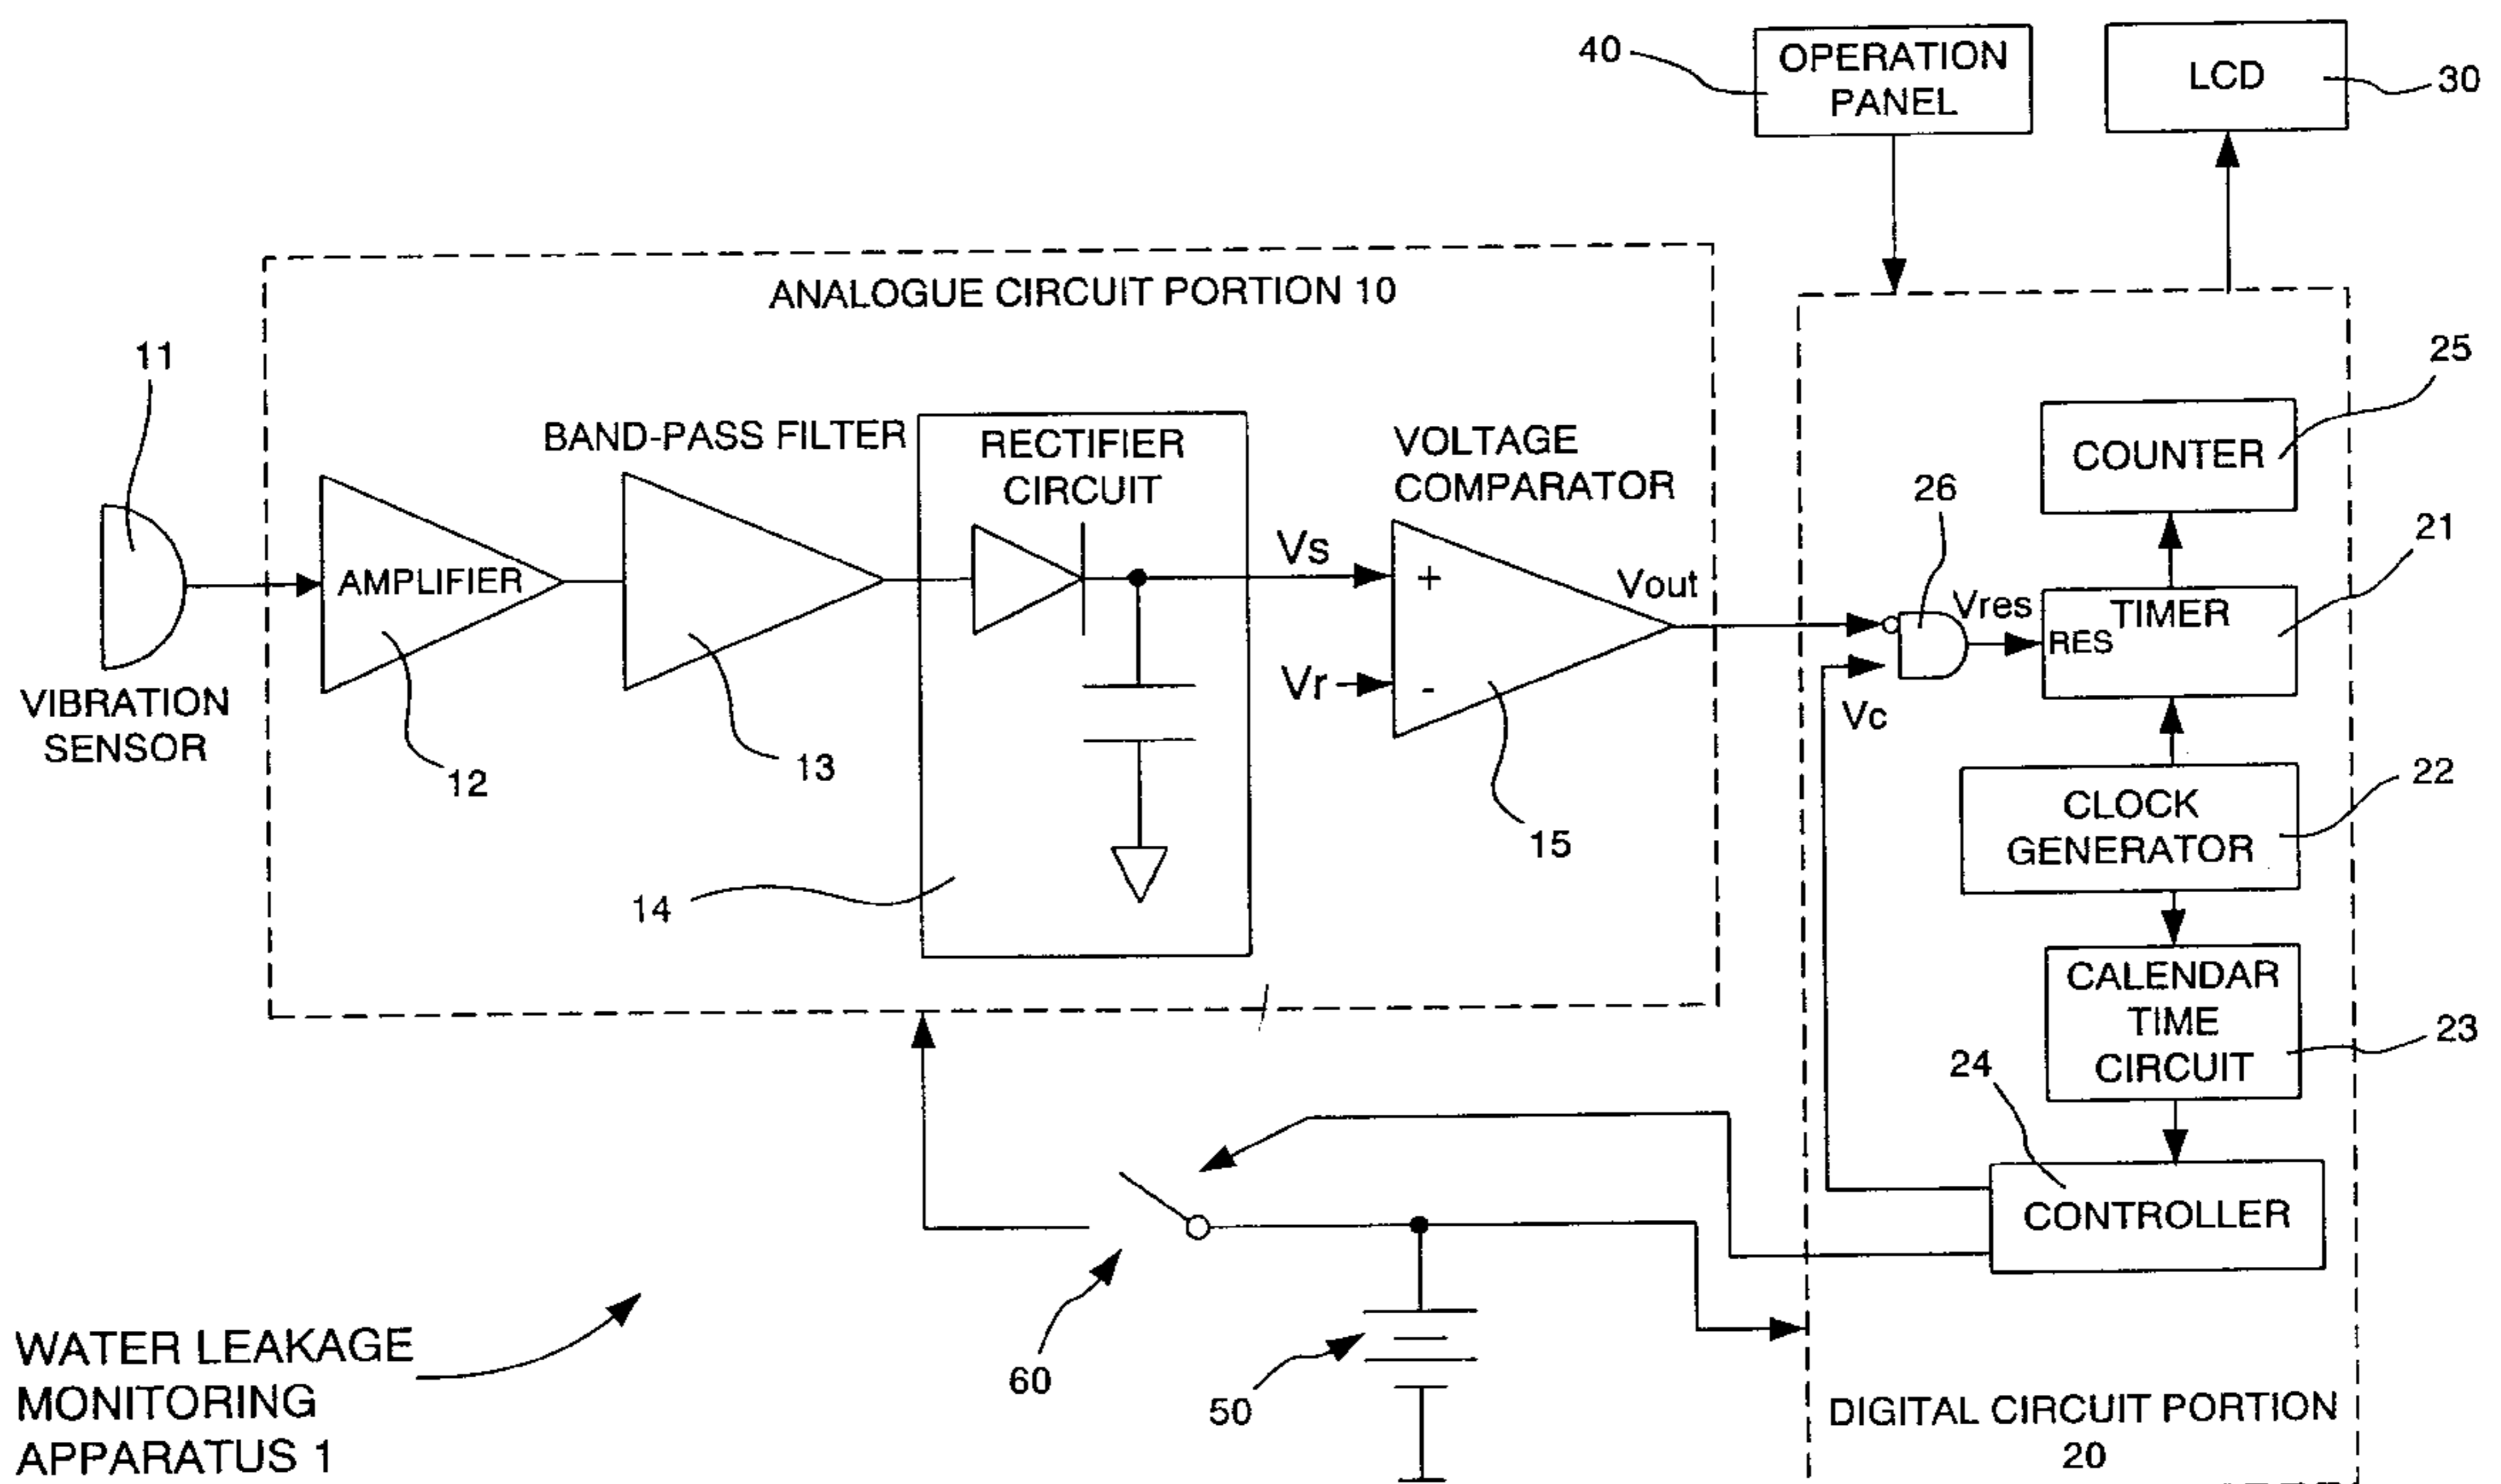 40
OPERATION
PANEL
LCD
30
ANALOGUE CIRCUIT PORTION 10
11
25
BAND-PASS FILTER
RECTIFIER
CIRCUIT
VOLTAGE
COMPARATOR
COUNTER
26
21
Vs
AMPLIFIER
+
Vout
Vres
TIMER
RES
Vr
-
Vc
VIBRATION
SENSOR
12
13
15
22
CLOCK
GENERATOR
14
CALENDAR
TIME
CIRCUIT
23
24
CONTROLLER
60
50
WATER LEAKAGE
MONITORING
APPARATUS 1
DIGITAL CIRCUIT PORTION
20